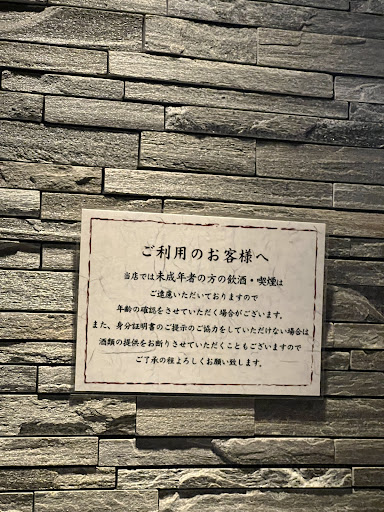 ご利用のお客様へ
当店では未成年者の方の飲酒・喫煙は
ご遠慮いただいておりますので
年齢の確認をさせていただく場合がございます。
また、身分証明書のご提示のご協力をしていただけない場合は
酒類の提供をお断りさせていただくこともございますので
ご了承の程よろしくお願い致します。